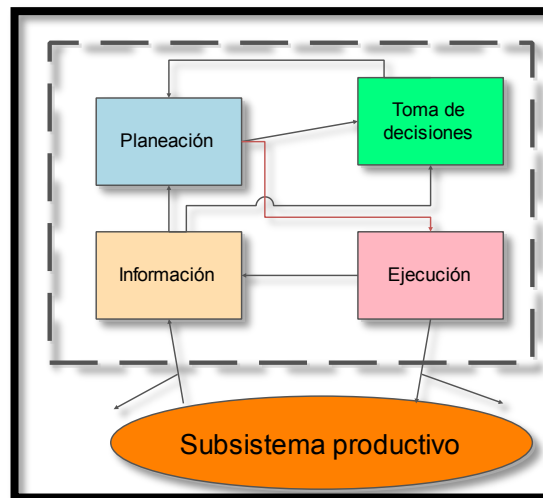 Planeación
Toma de
decisiones
Información
Ejecución
Subsistema productivo